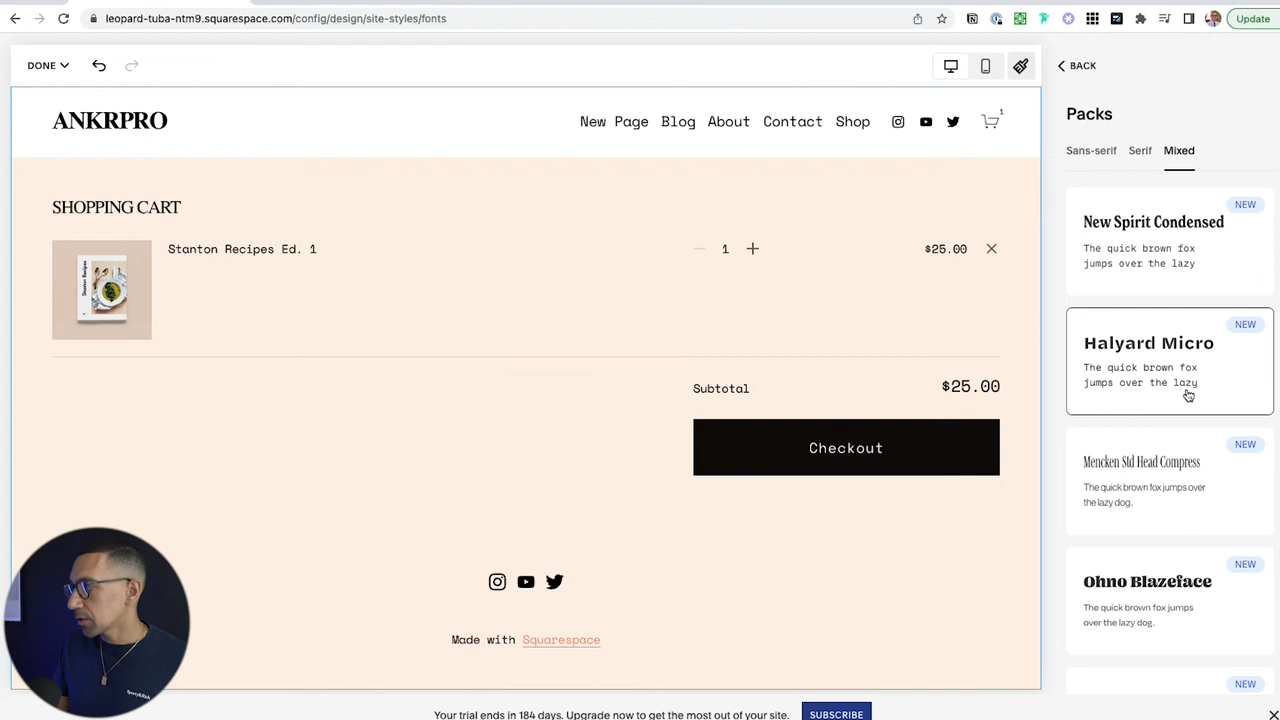 leopard-tuba-ntm9.squarespace.com/config/design/site-styles/fonts
Update
DONE
BACK
ANKRPRO
New Page Blog About Contact Shop
1
Packs
Sans-serif Serif Mixed
SHOPPING CART
Stanton Recipes Ed. 1
1
$25.00
Stanton Recipes
Subtotal
$25.00
Checkout
Made with Squarespace
NEW
New Spirit Condensed
The quick brown fox
jumps over the lazy
NEW
Halyard Micro
The quick brown fox
jumps over the lazy
NEW
Mencken Std Head Compress
The quick brown fox jumps over
the lazy dog.
NEW
Ohno Blazeface
The quick brown fox jumps
over the lazy dog.
NEW
Your trial ends in 184 days. Upgrade now to get the most out of your site.
SUBSCRIBE